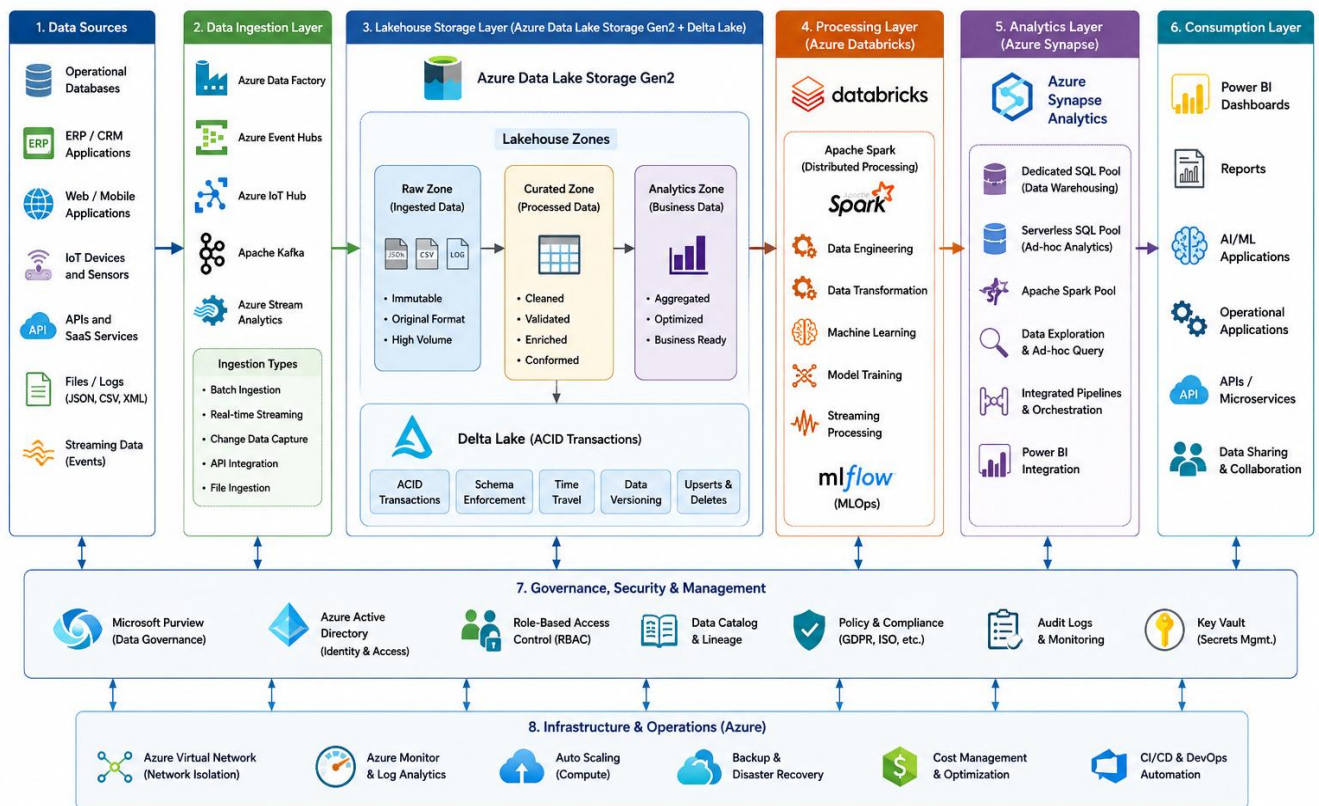 1. Data Sources
Operational
Databases
ERP
ERP / CRM
Applications
Web / Mobile
Applications
IoT Devices
and Sensors
API
APIs and
SaaS Services
Files / Logs
(JSON, CSV, XML)
Streaming Data
(Events)
2. Data Ingestion Layer
Azure Data Factory
Azure Event Hubs
Azure IoT Hub
Apache Kafka
Azure Stream
Analytics
Ingestion Types
• Batch Ingestion
• Real-time Streaming
• Change Data Capture
• API Integration
• File Ingestion
3. Lakehouse Storage Layer (Azure Data Lake Storage Gen2 + Delta Lake)
Azure Data Lake Storage Gen2
Lakehouse Zones
Raw Zone
(Ingested Data)
JSON CSV LOG
• Immutable
• Original Format
• High Volume
Curated Zone
(Processed Data)
• Cleaned
• Validated
• Enriched
• Conformed
Analytics Zone
(Business Data)
• Aggregated
• Optimized
• Business Ready
Delta Lake (ACID Transactions)
ACID
Transactions
Schema
Enforcement
Time
Travel
Data
Versioning
Upserts &
Deletes
4. Processing Layer
(Azure Databricks)
databricks
Apache Spark
(Distributed Processing)
Spark
Data Engineering
Data Transformation
Machine Learning
Model Training
Streaming
Processing
mlflow
(MLOps)
5. Analytics Layer
(Azure Synapse)
Azure
Synapse
Analytics
Dedicated SQL Pool
(Data Warehousing)
Serverless SQL Pool
(Ad-hoc Analytics)
Apache Spark Pool
Data Exploration
& Ad-hoc Query
Integrated Pipelines
& Orchestration
Power BI
Integration
6. Consumption Layer
Power BI
Dashboards
Reports
AI/ML
Applications
Operational
Applications
API
APIs /
Microservices
Data Sharing
& Collaboration
7. Governance, Security & Management
Microsoft Purview
(Data Governance)
Azure Active
Directory
(Identity & Access)
Role-Based Access
Control (RBAC)
Data Catalog
& Lineage
Policy & Compliance
(GDPR, ISO, etc.)
Audit Logs
& Monitoring
Key Vault
(Secrets Mgmt.)
8. Infrastructure & Operations (Azure)
Azure Virtual Network
(Network Isolation)
Azure Monitor
& Log Analytics
Auto Scaling
(Compute)
Backup &
Disaster Recovery
$
Cost Management
& Optimization
CI/CD & DevOps
Automation